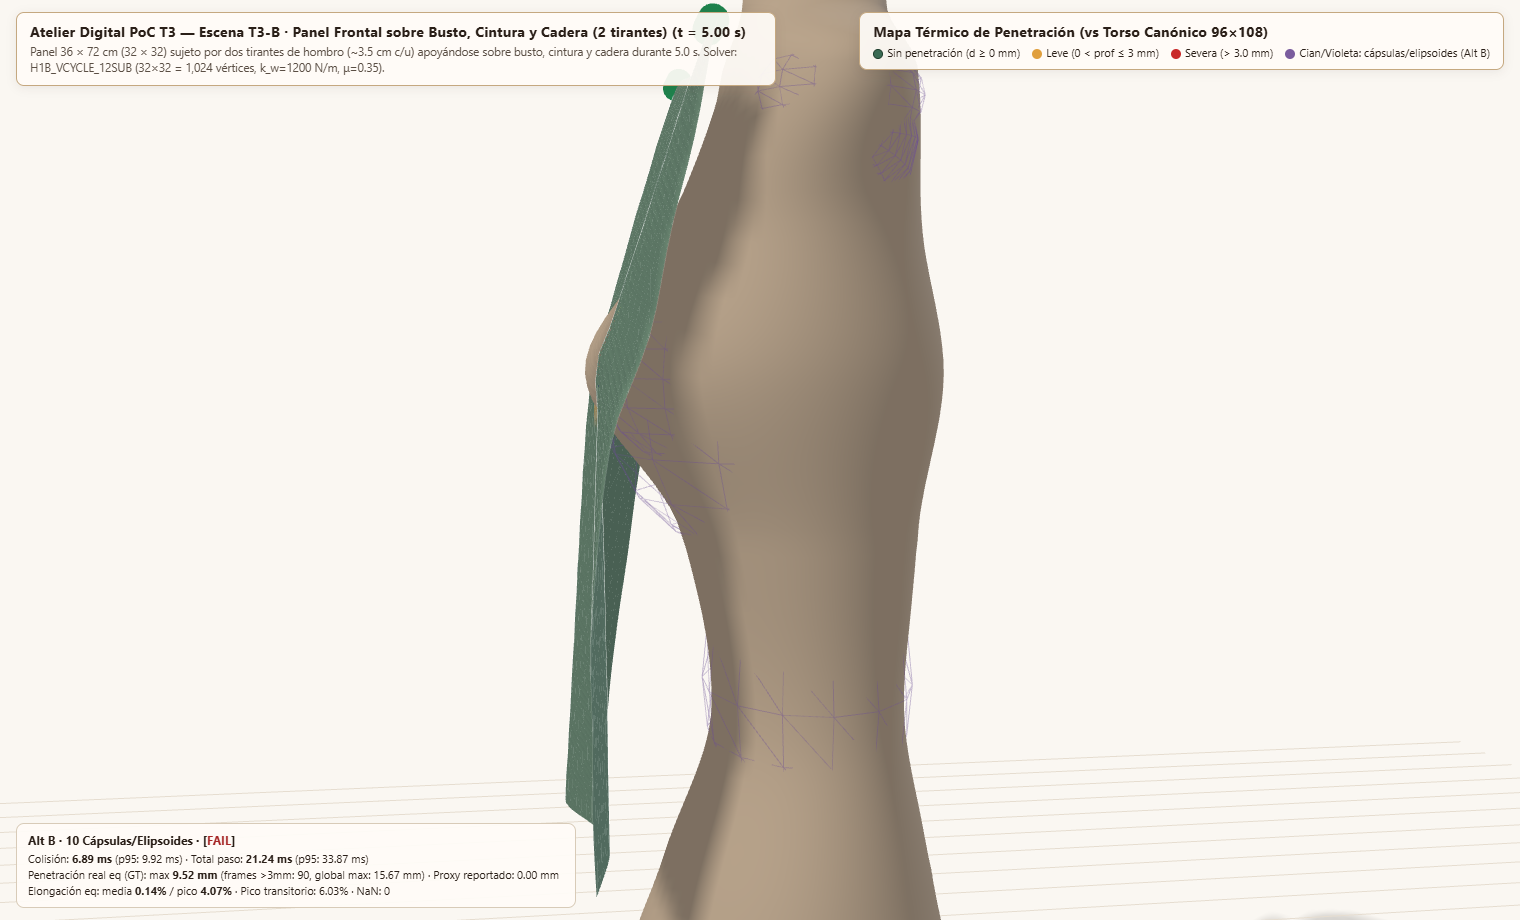 Atelier Digital PoC T3 — Escena T3-B · Panel Frontal sobre Busto, Cintura y Cadera (2 tirantes) (t = 5.00 s)
Panel 36 × 72 cm (32 × 32) sujeto por dos tirantes de hombro (~3.5 cm c/u) apoyándose sobre busto, cintura y cadera durante 5.0 s. Solver:
H1B_VCYCLE_12SUB (32×32 = 1,024 vértices, k_w=1200 N/m, μ=0.35).
Mapa Térmico de Penetración (vs Torso Canónico 96×108)
Sin penetración (d ≥ 0 mm) Leve (0 < prof ≤ 3 mm) Severa (> 3.0 mm) Cian/Violeta: cápsulas/elipsoides (Alt B)
Alt B · 10 Cápsulas/Elipsoides · [FAIL]
Colisión: 6.89 ms (p95: 9.92 ms) · Total paso: 21.24 ms (p95: 33.87 ms)
Penetración real eq (GT): max 9.52 mm (frames >3mm: 90, global max: 15.67 mm) · Proxy reportado: 0.00 mm
Elongación eq: media 0.14% / pico 4.07% · Pico transitorio: 6.03% · NaN: 0